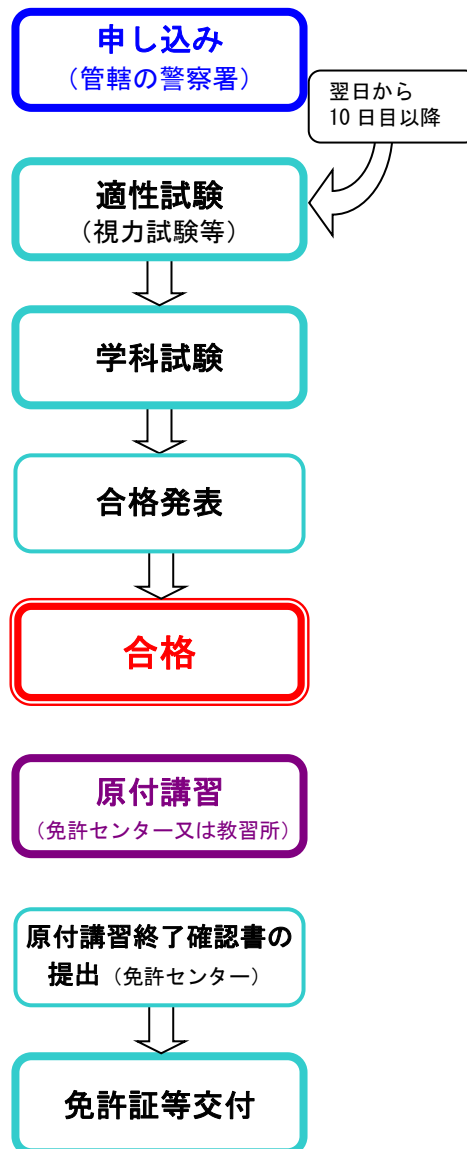 申し込み
（管轄の警察署）
翌日から
10日目以降
適性試験
（視力試験等）
学科試験
合格発表
合格
原付講習
（免許センター又は教習所）
原付講習終了確認書の
提出（免許センター）
免許証等交付